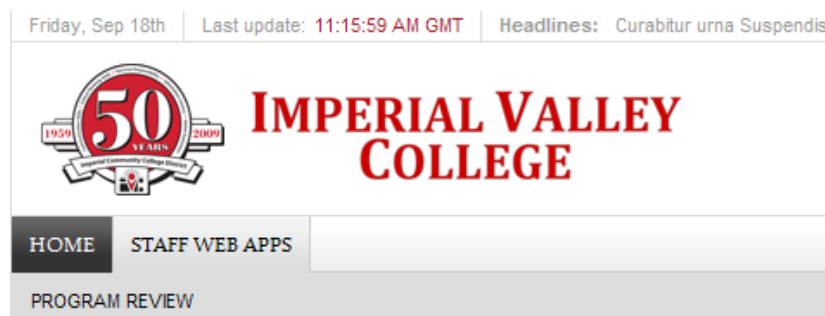 Friday, Sep 18th Last update: 11:15:59 AM GMT Headlines: Curabitur urna Suspendis
1959 50 2009
YEARS
Imperial Community College District
IMPERIAL VALLEY
COLLEGE
HOME STAFF WEB APPS
PROGRAM REVIEW